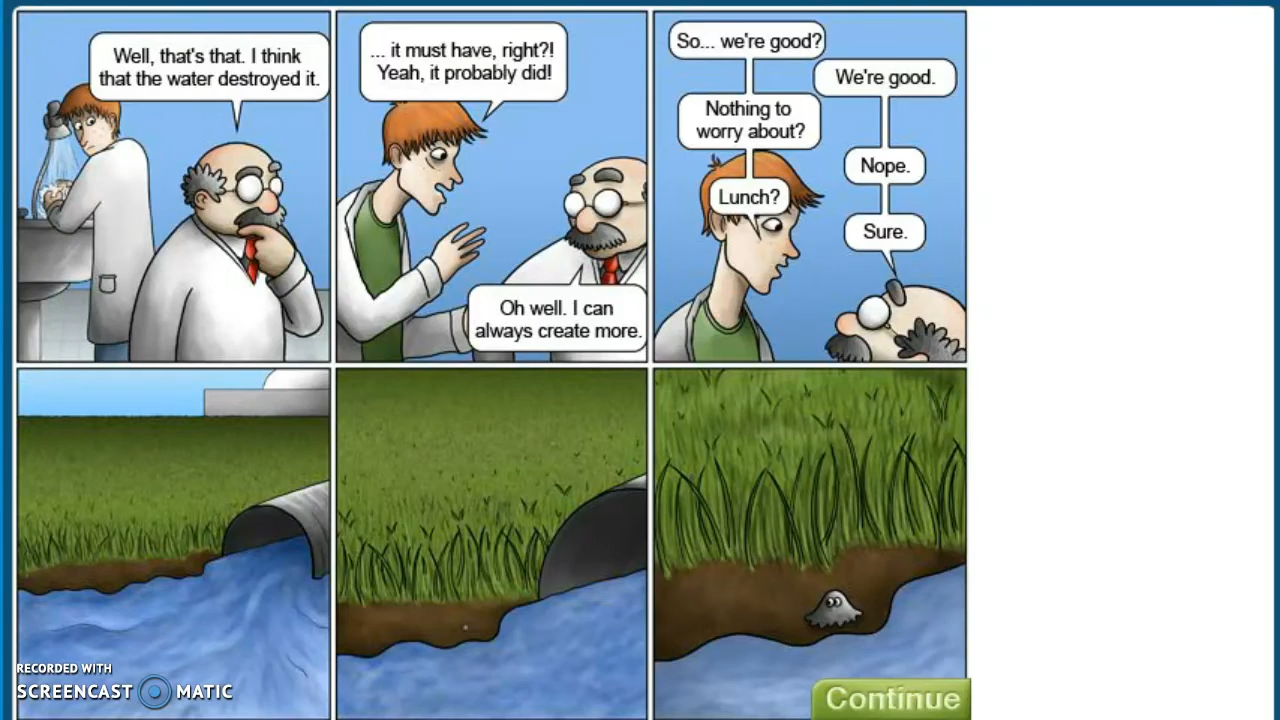 Well, that's that. I think
that the water destroyed it.
... it must have, right?!
Yeah, it probably did!
Oh well. I can
always create more.
So... we're good?
We're good.
Nothing to
worry about?
Nope.
Lunch?
Sure.
RECORDED WITH
SCREENCAST MATIC
Continue